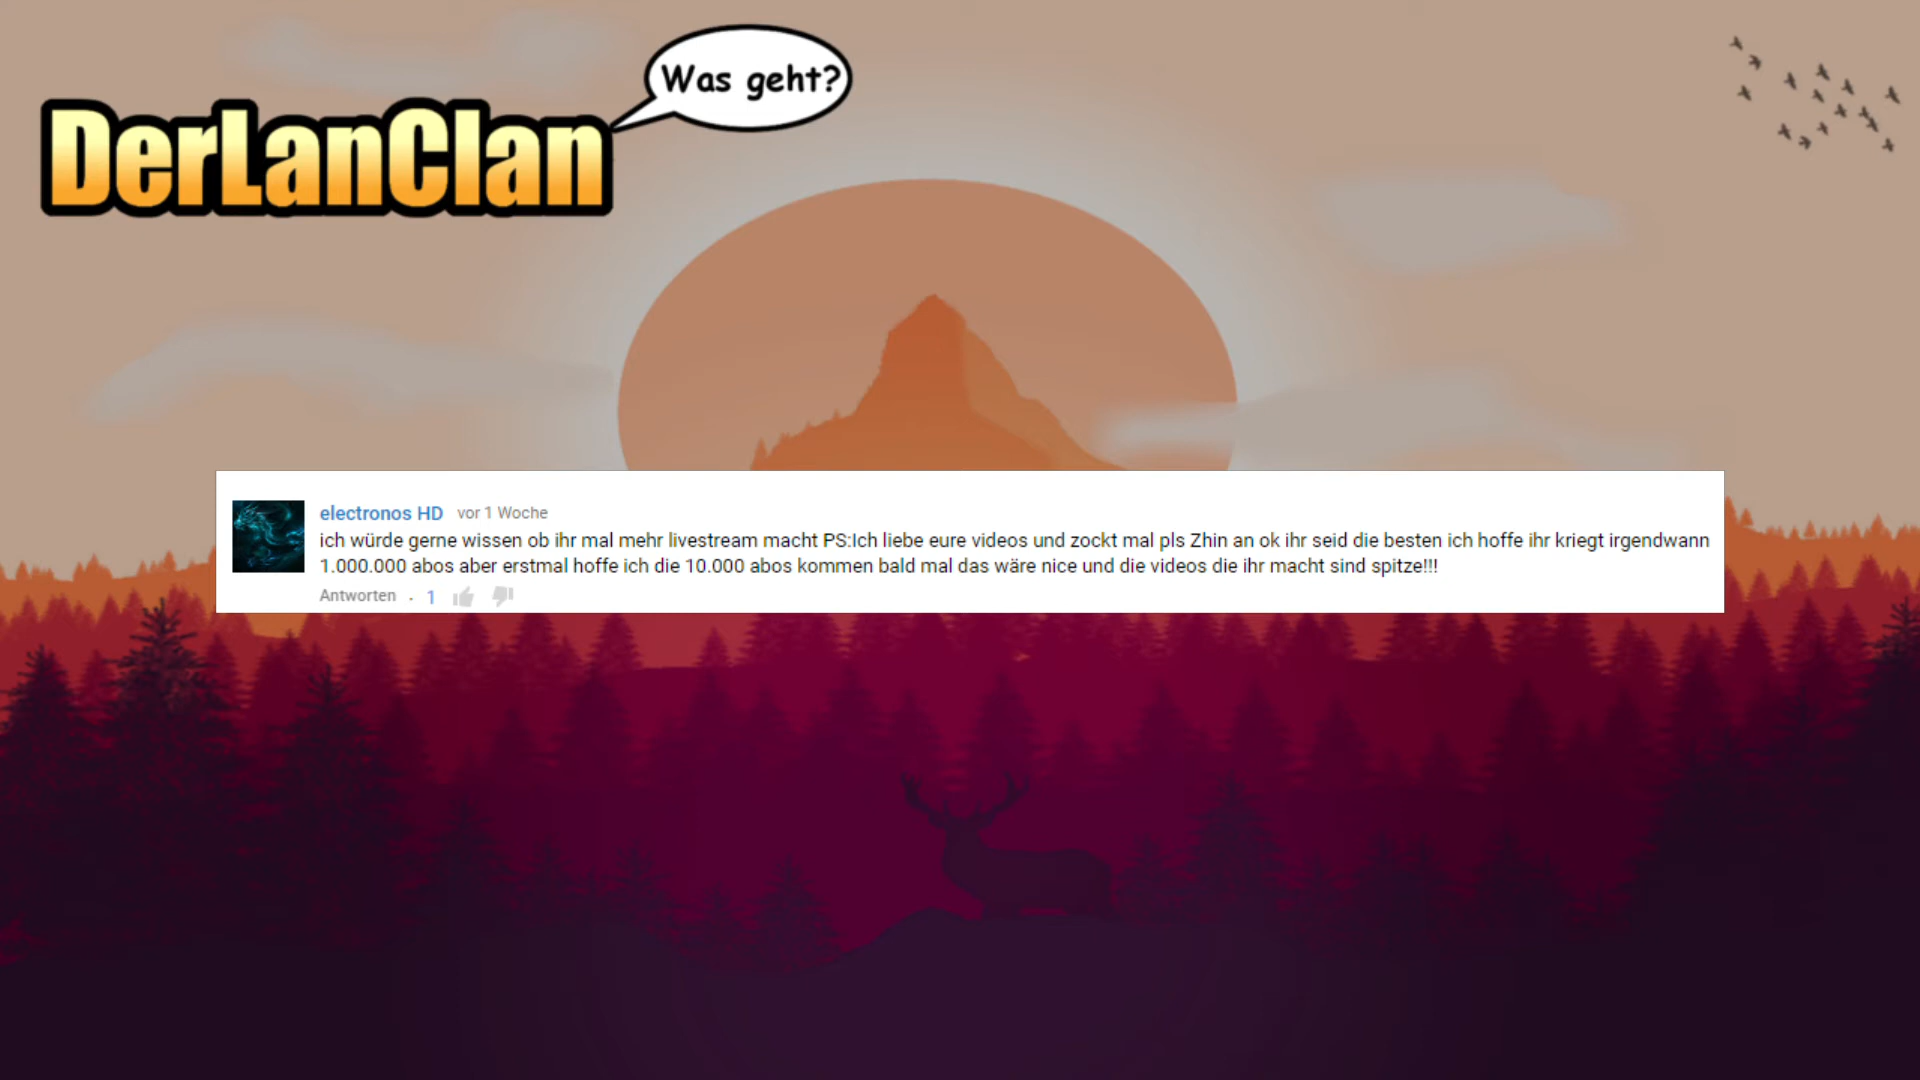 Was geht?
DerLanClan
electronos HD vor 1 Woche
ich würde gerne wissen ob ihr mal mehr livestream macht PS:Ich liebe eure videos und zockt mal pls Zhin an ok ihr seid die besten ich hoffe ihr kriegt irgendwann
1.000.000 abos aber erstmal hoffe ich die 10.000 abos kommen bald mal das wäre nice und die videos die ihr macht sind spitze!!!
Antworten . 1